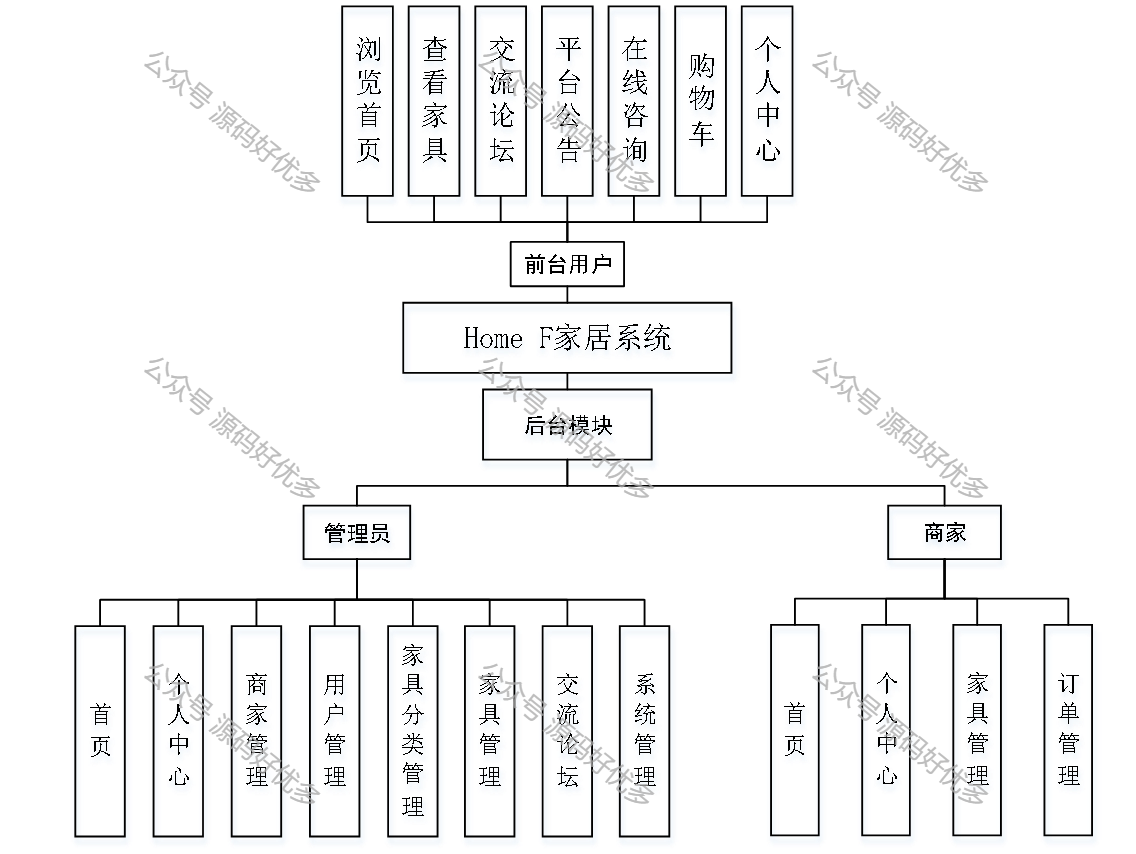 浏览首页
查看家具
交流论坛
平台公告
在线咨询
购物车
个人中心
公众号 源码好优多
公众号 源码好优多
公众号 源码好优多
前台用户
Home F家居系统
公众号 源码好优多
公众号 源码好优多
公众号 源码好优多
后台模块
管理员
商家
首页
个人中心
商家管理
用户管理
家具分类管理
家具管理
交流论坛
系统管理
首页
个人中心
家具管理
订单管理
公众号 源码好优多
公众号 源码好优多
公众号 源码好优多